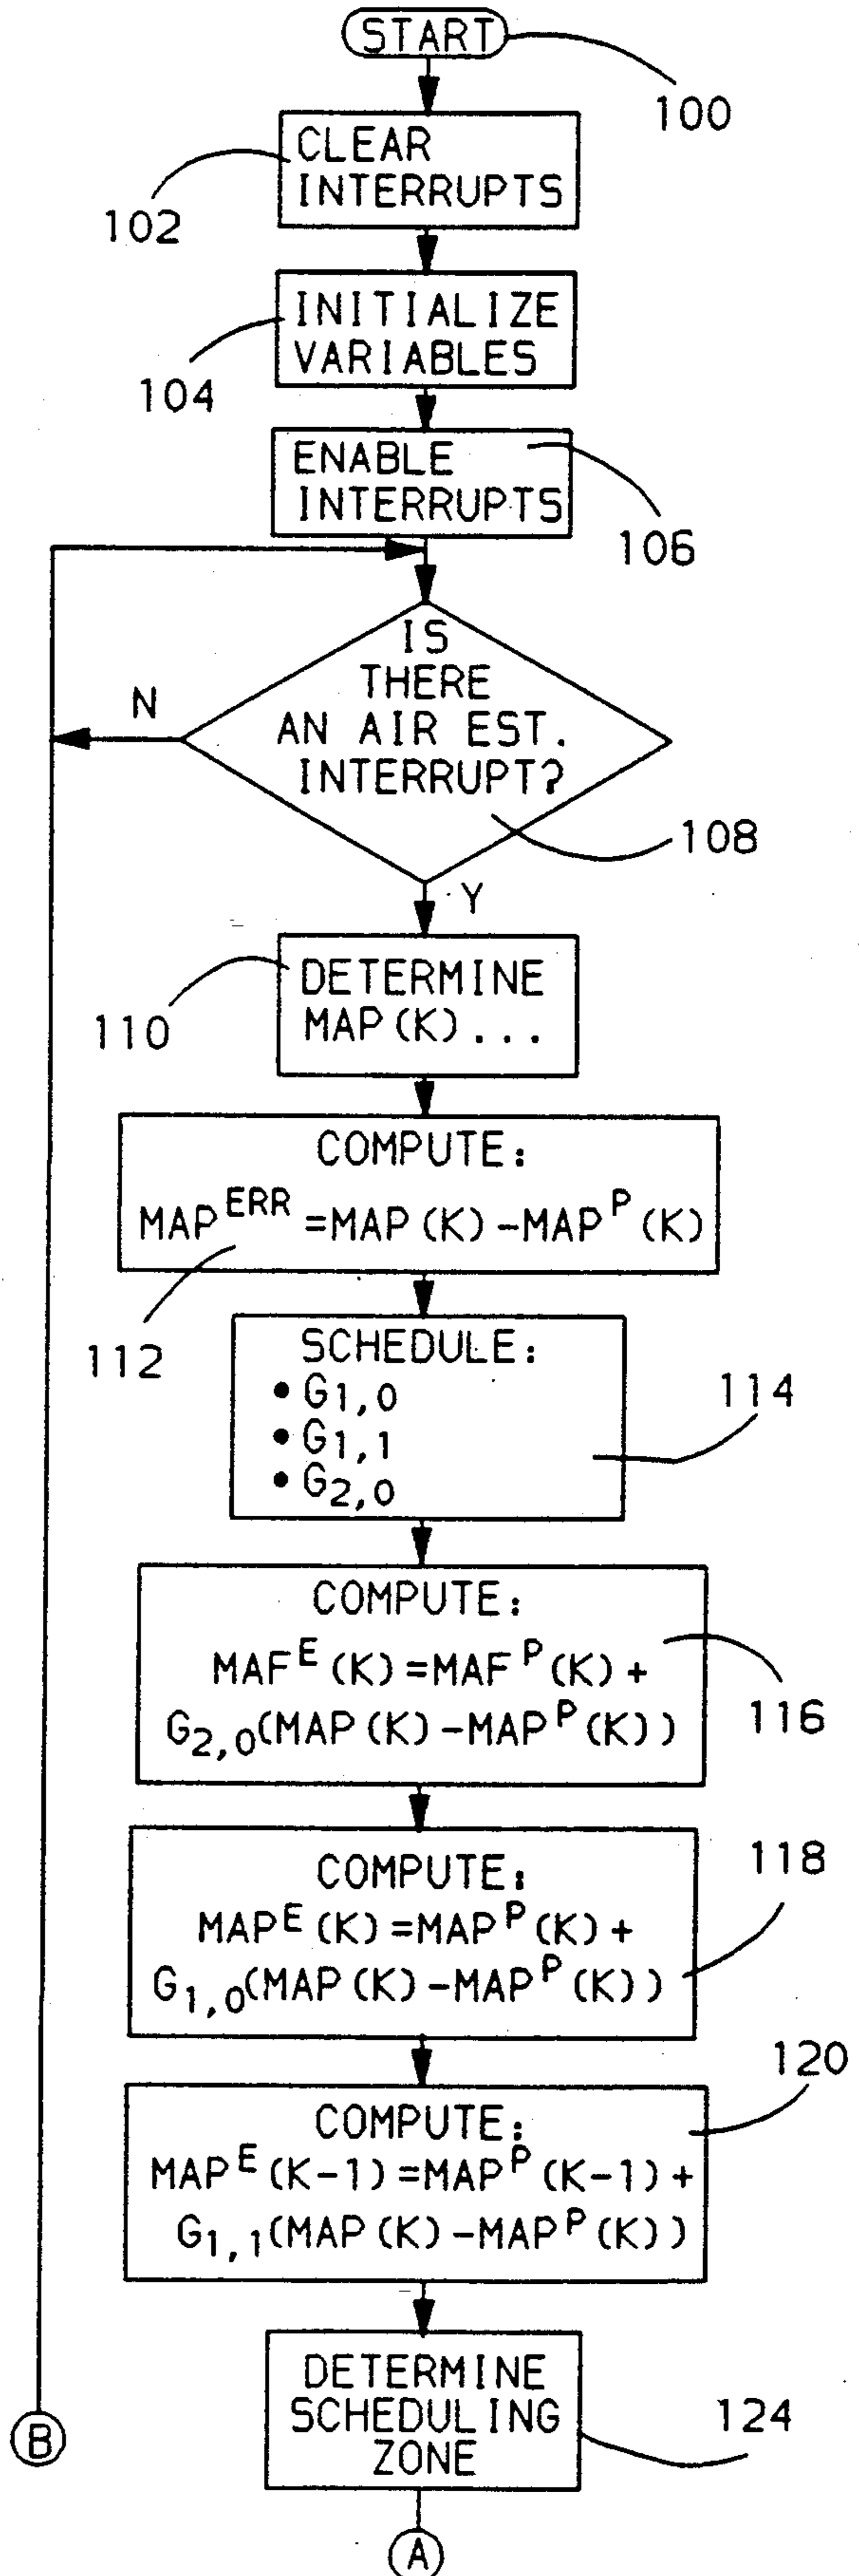 START
100
CLEAR
INTERRUPTS
102
INITIALIZE
VARIABLES
104
ENABLE
INTERRUPTS
106
IS
THERE
AN AIR EST.
INTERRUPT?
N
108
Y
DETERMINE
MAP(K)...
110
COMPUTE:
MAP^ERR=MAP(K)-MAP^P(K)
112
SCHEDULE:
• G1,0
• G1,1
• G2,0
114
COMPUTE:
MAF^E(K)=MAF^P(K)+
G2,0(MAP(K)-MAP^P(K))
116
COMPUTE:
MAP^E(K)=MAP^P(K)+
G1,0(MAP(K)-MAP^P(K))
118
COMPUTE:
MAP^E(K-1)=MAP^P(K-1)+
G1,1(MAP(K)-MAP^P(K))
120
DETERMINE
SCHEDULING
ZONE
124
B
A